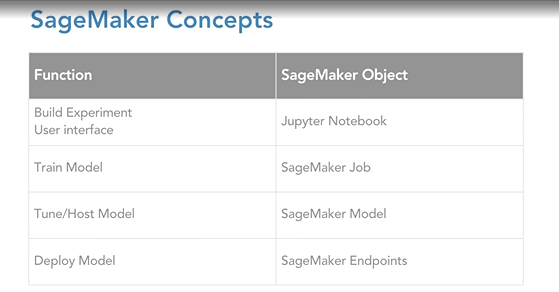 SageMaker Concepts
Function
SageMaker Object
Build Experiment
User interface
Jupyter Notebook
Train Model
SageMaker Job
Tune/Host Model
SageMaker Model
Deploy Model
SageMaker Endpoints